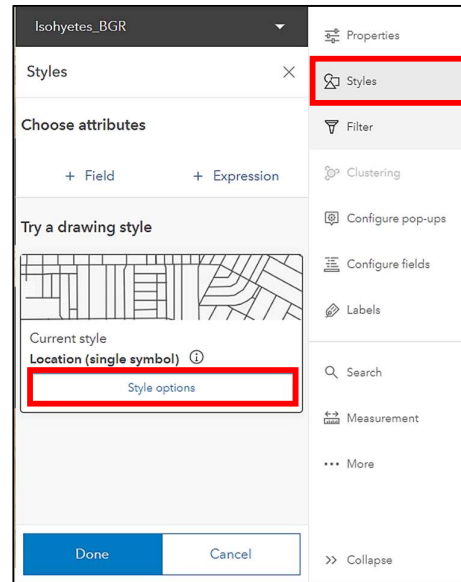 Isohyetes_BGR
Styles
Choose attributes
+ Field + Expression
Try a drawing style
Current style
Location (single symbol)
Style options
Done Cancel
Properties
Styles
Filter
Clustering
Configure pop-ups
Configure fields
Labels
Search
Measurement
More
Collapse